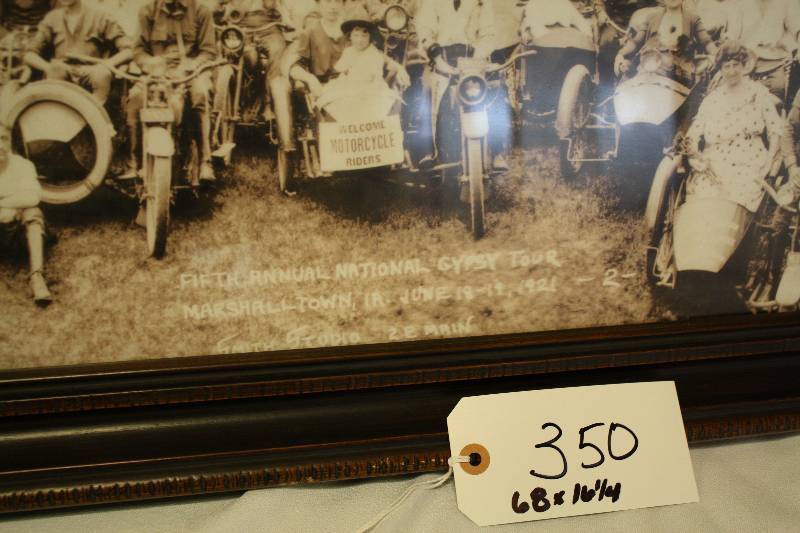 WELCOME
MOTORCYCLE
RIDERS
FIFTH ANNUAL NATIONAL GYPSY TOUR
MARSHALLTOWN, IA. JUNE 18-19, 1921 -2-
STUDIO 2 E MAIN
350
68 x 16 1/4